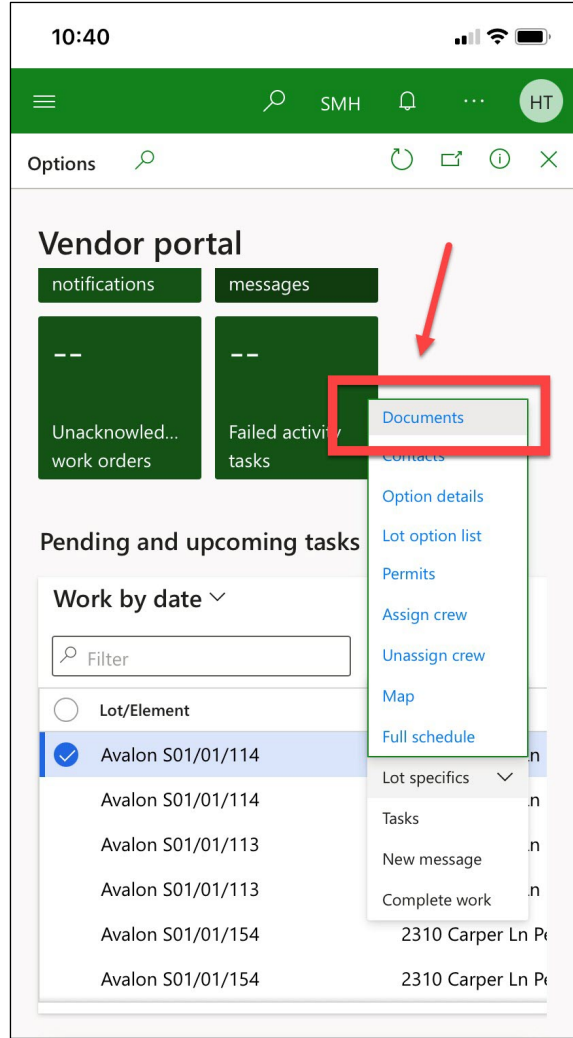 10:40
SMH
HT
Options
Vendor portal
notifications
messages
--
--
Unacknowled...
work orders
Failed activity
tasks
Documents
Contacts
Option details
Lot option list
Permits
Assign crew
Unassign crew
Map
Full schedule
Lot specifics
Tasks
New message
Complete work
Pending and upcoming tasks
Work by date
Filter
Lot/Element
Avalon S01/01/114
Avalon S01/01/114
Avalon S01/01/113
Avalon S01/01/113
Avalon S01/01/154 2310 Carper Ln
Avalon S01/01/154 2310 Carper Ln